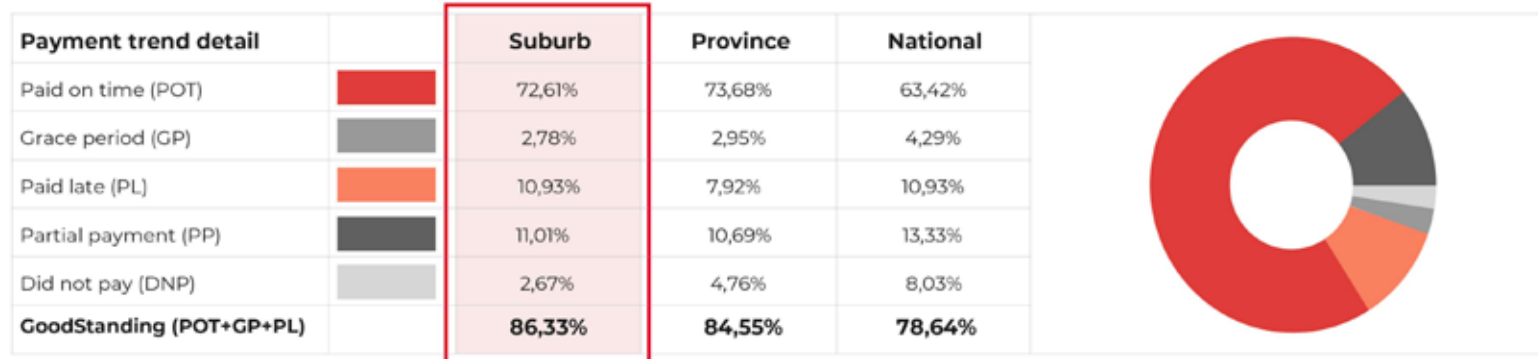 Payment trend detail Suburb Province National
Paid on time (POT) 72,61% 73,68% 63,42%
Grace period (GP) 2,78% 2,95% 4,29%
Paid late (PL) 10,93% 7,92% 10,93%
Partial payment (PP) 11,01% 10,69% 13,33%
Did not pay (DNP) 2,67% 4,76% 8,03%
GoodStanding (POT+GP+PL) 86,33% 84,55% 78,64%